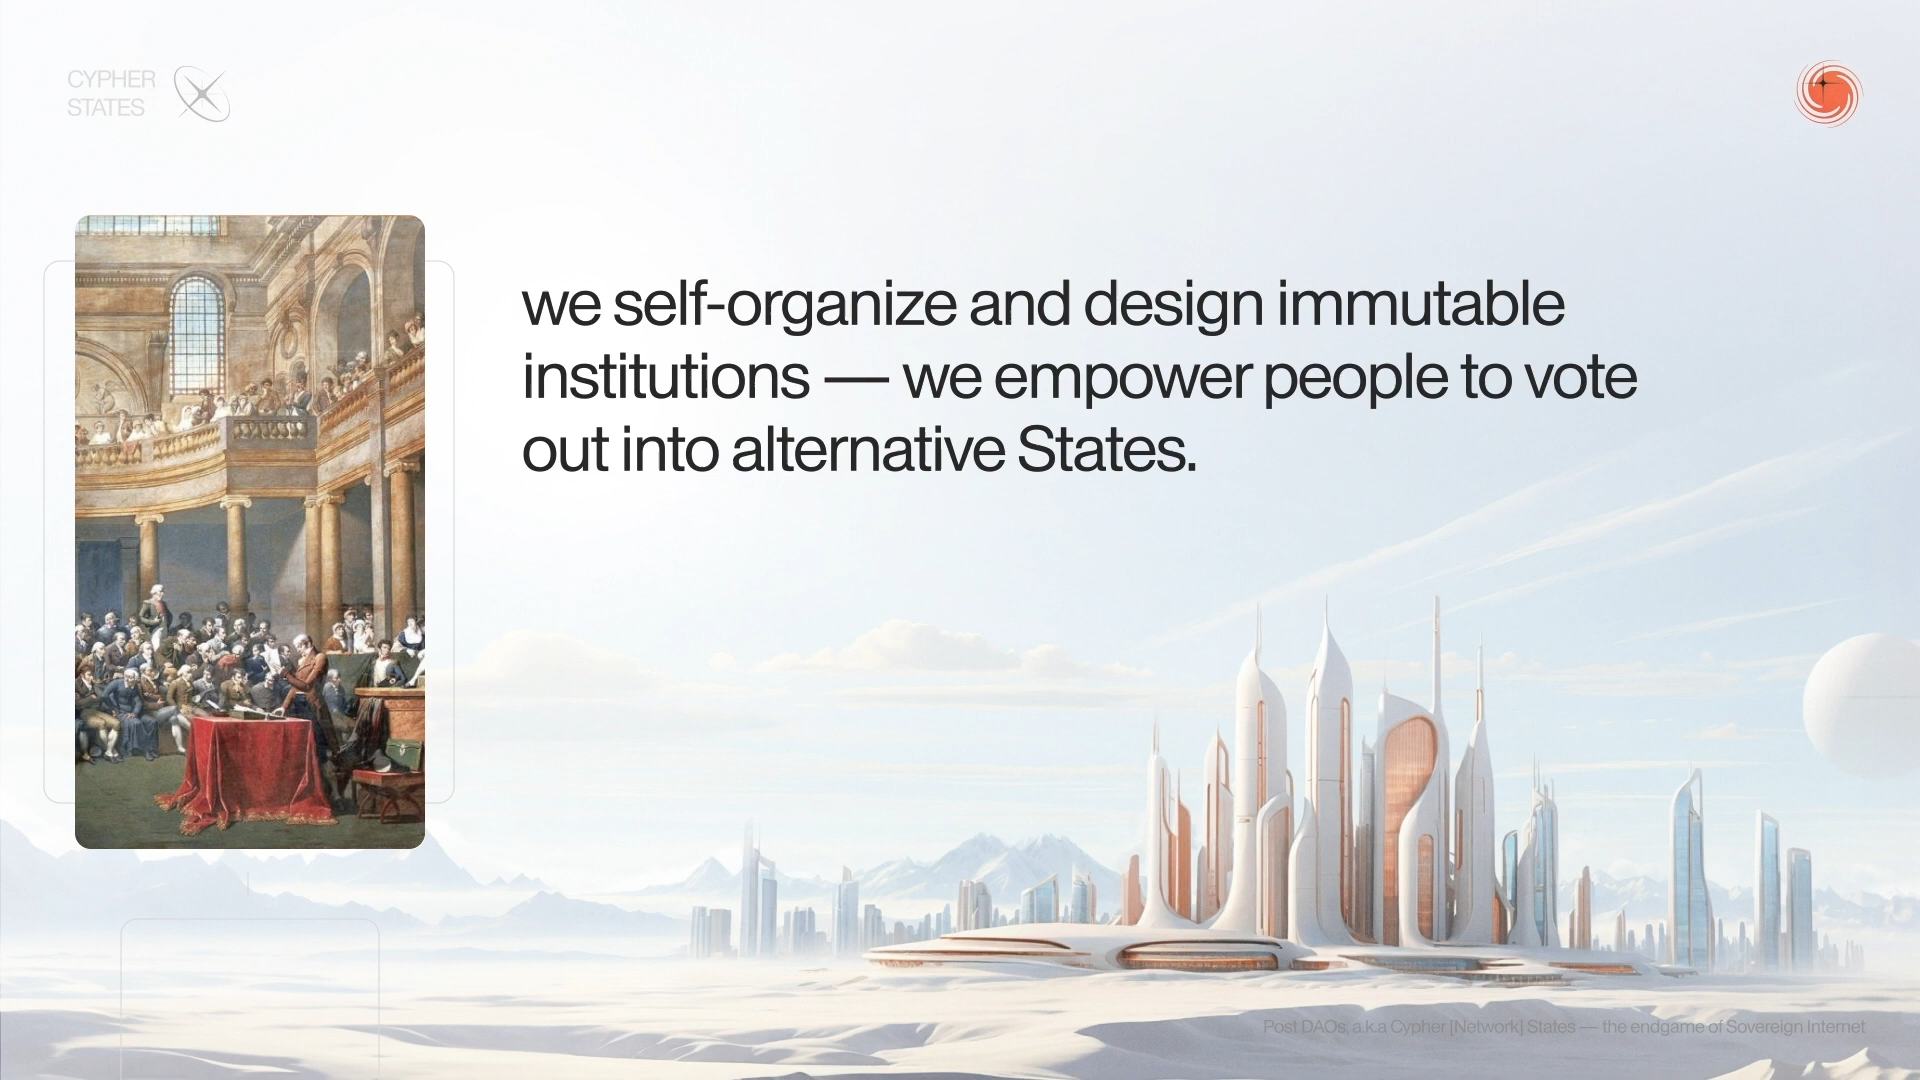 CYPHER
STATES
we self-organize and design immutable
institutions — we empower people to vote
out into alternative States.
Post DAOs, a.k.a Cypher [Network] States — the endgame of Sovereign Internet